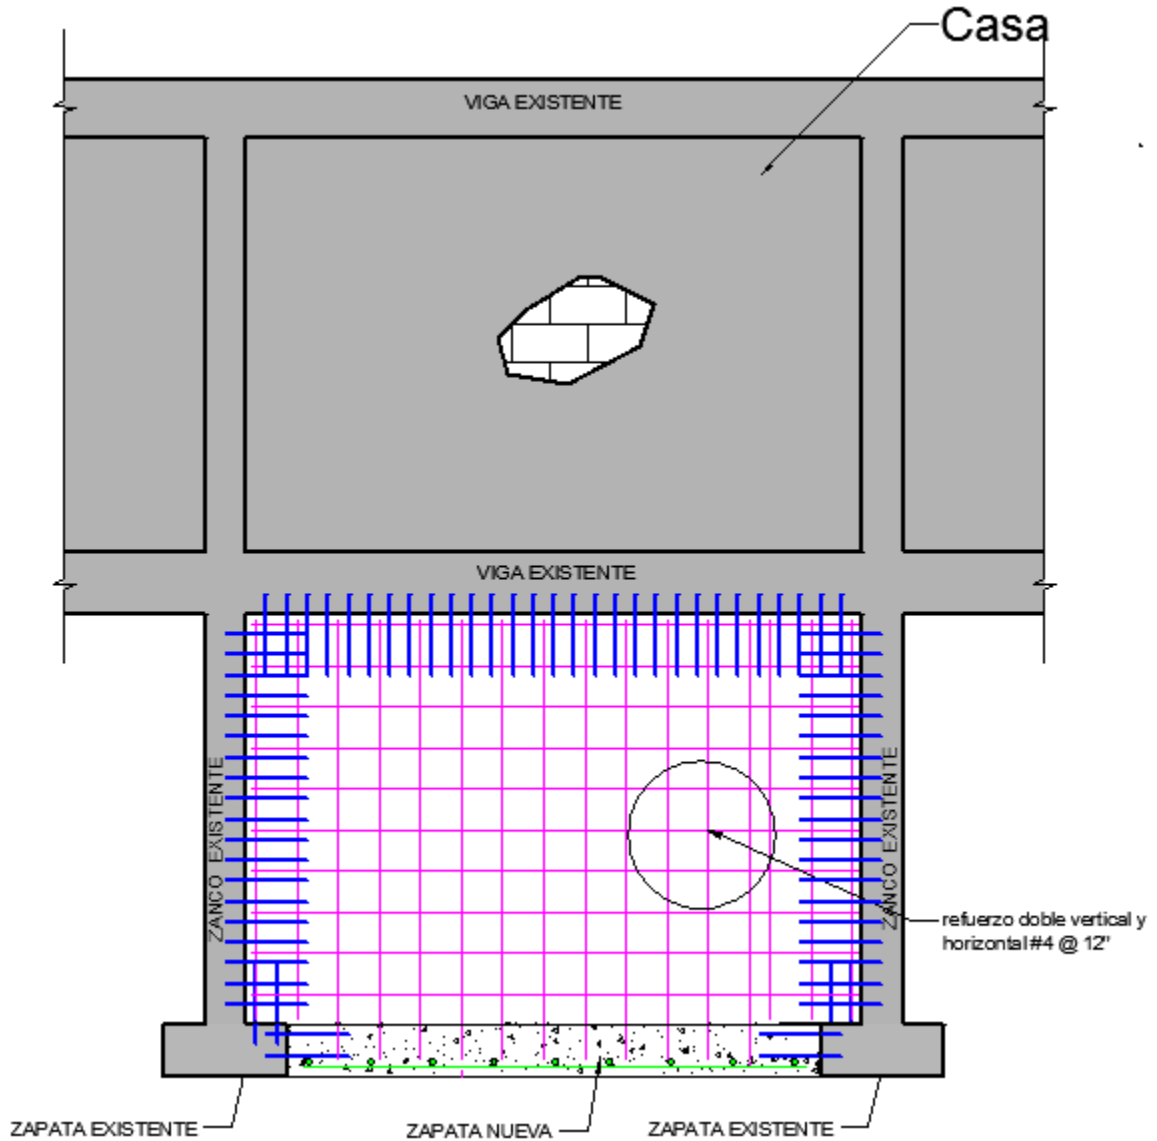 Casa
VIGA EXISTENTE
VIGA EXISTENTE
ZANCO EXISTENTE
ZANCO EXISTENTE
refuerzo doble vertical y
horizontal #4 @ 12"
ZAPATA EXISTENTE
ZAPATA NUEVA
ZAPATA EXISTENTE